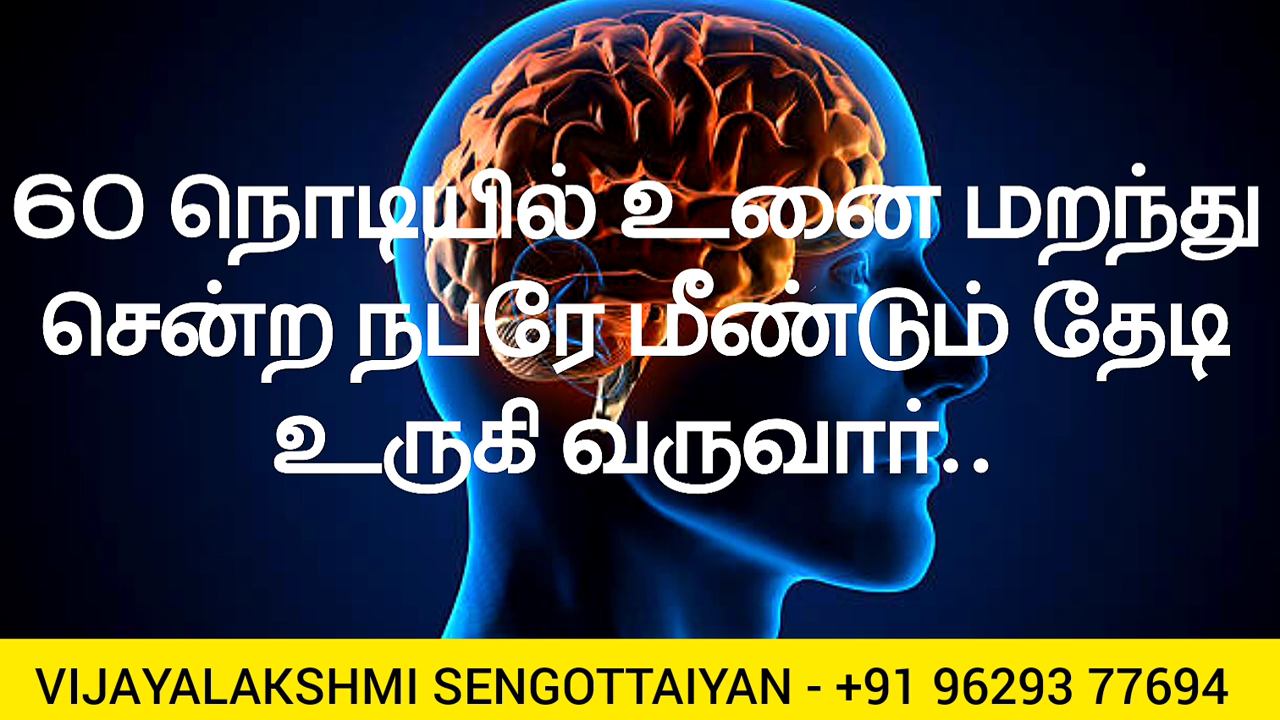 60 நொடியில் உனை மறந்து
சென்ற நபரே மீண்டும் தேடி
உருகி வருவார்..
VIJAYALAKSHMI SENGOTTAIYAN - +91 96293 77694